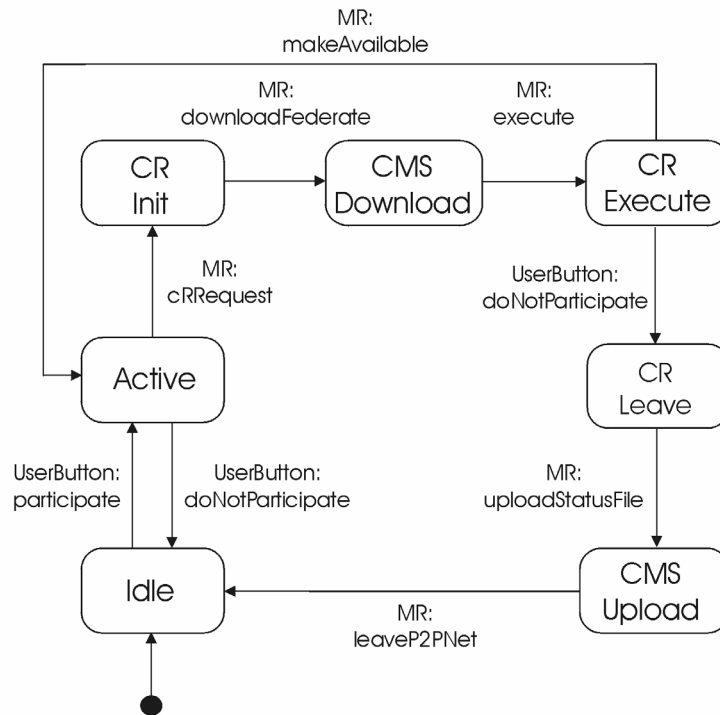 MR:
makeAvailable
MR:
downloadFederate
MR:
execute
CR
Init
CMS
Download
CR
Execute
MR:
cRRequest
UserButton:
doNotParticipate
Active
CR
Leave
UserButton:
participate
UserButton:
doNotParticipate
MR:
uploadStatusFile
Idle
CMS
Upload
MR:
leaveP2PNet